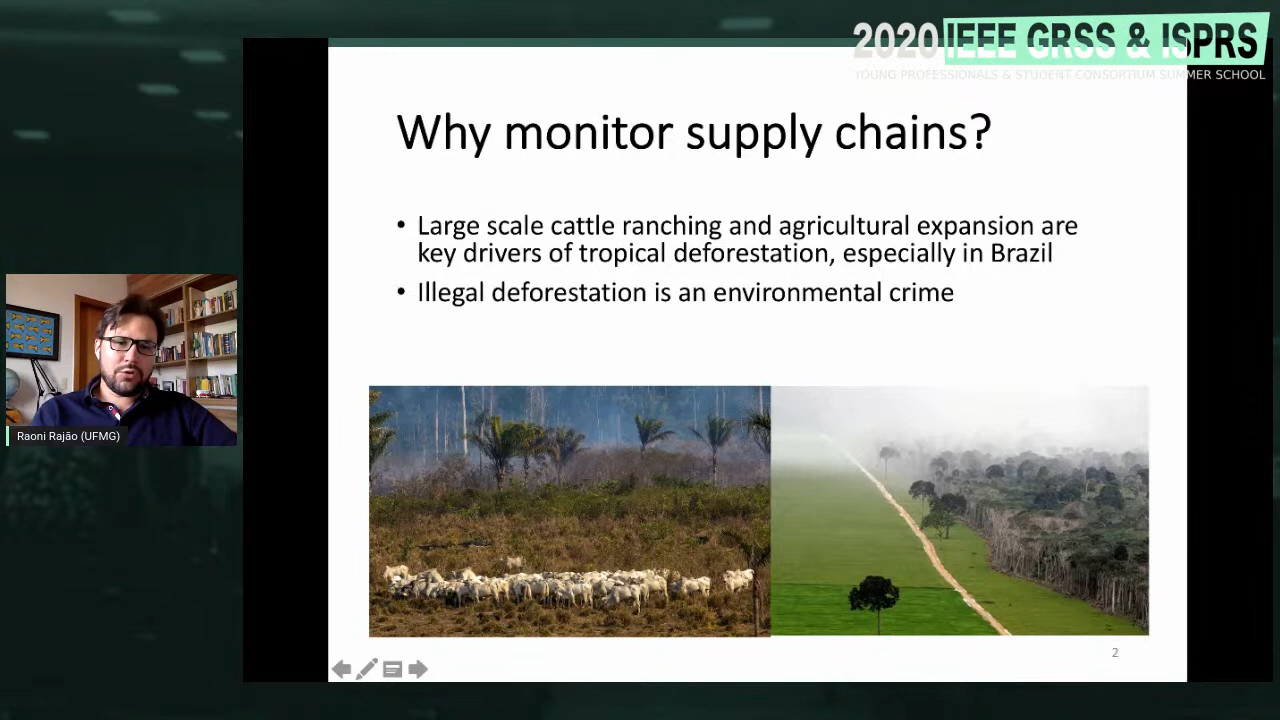 2020 IEEE GRSS & ISPRS
YOUNG PROFESSIONALS & STUDENT CONSORTIUM SUMMER SCHOOL
Why monitor supply chains?
• Large scale cattle ranching and agricultural expansion are
key drivers of tropical deforestation, especially in Brazil
• Illegal deforestation is an environmental crime
Raoni Rajão (UFMG)
2